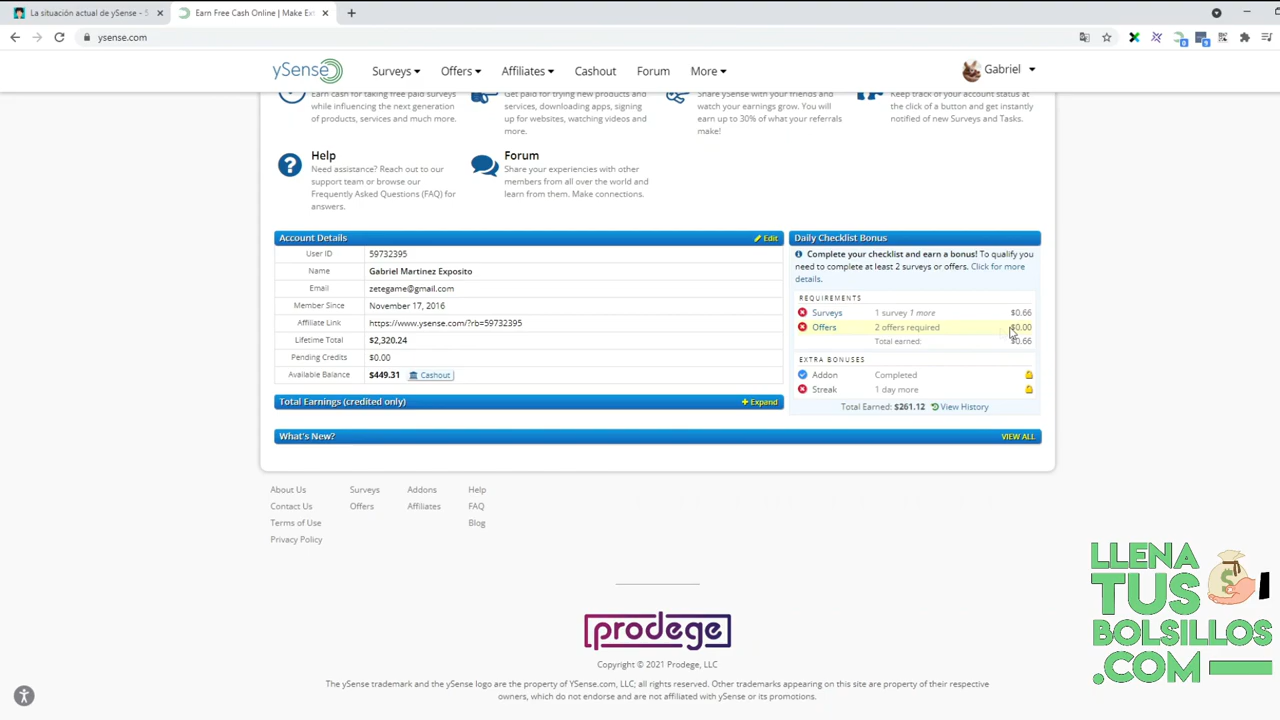 La situación actual de ySense - S
Earn Free Cash Online | Make Ext
ysense.com
ySense
Surveys
Offers
Affiliates
Cashout
Forum
More
Gabriel
Earn cash for taking free paid surveys
while influencing the next generation
of products, services and much more.
Get paid for trying new products and
services, downloading apps, signing
up for websites, watching videos and
more.
Share ySense with your friends and
watch your earnings grow. You will
earn up to 30% of what your referrals
make!
Keep track of your account status at
the click of a button and get instantly
notified of new Surveys and Tasks.
Help
Need assistance? Reach out to our
support team or browse our
Frequently Asked Questions (FAQ) for
answers.
Forum
Share your experiences with other
members from all over the world and
learn from them. Make connections.
Account Details
Edit
User ID 59732395
Name Gabriel Martinez Exposito
Email zetegame@gmail.com
Member Since November 17, 2016
Affiliate Link https://www.ysense.com/?rb=59732395
Lifetime Total $2,320.24
Pending Credits $0.00
Available Balance $449.31 Cashout
Total Earnings (credited only)
+ Expand
Daily Checklist Bonus
Complete your checklist and earn a bonus! To qualify you
need to complete at least 2 surveys or offers. Click for more
details.
REQUIREMENTS
Surveys 1 survey 1 more $0.66
Offers 2 offers required $0.00
Total earned: $0.66
EXTRA BONUSES
Addon Completed
Streak 1 day more
Total Earned: $261.12 View History
What's New?
VIEW ALL
About Us
Contact Us
Terms of Use
Privacy Policy
Surveys
Offers
Addons
Affiliates
Help
FAQ
Blog
prodege
Copyright © 2021 Prodege, LLC
The ySense trademark and the ySense logo are the property of YSense.com, LLC; all rights reserved. Other trademarks appearing on this site are property of their respective
owners, which do not endorse and are not affiliated with ySense or its promotions.
LLENA
TUS
BOLSILLOS
.COM